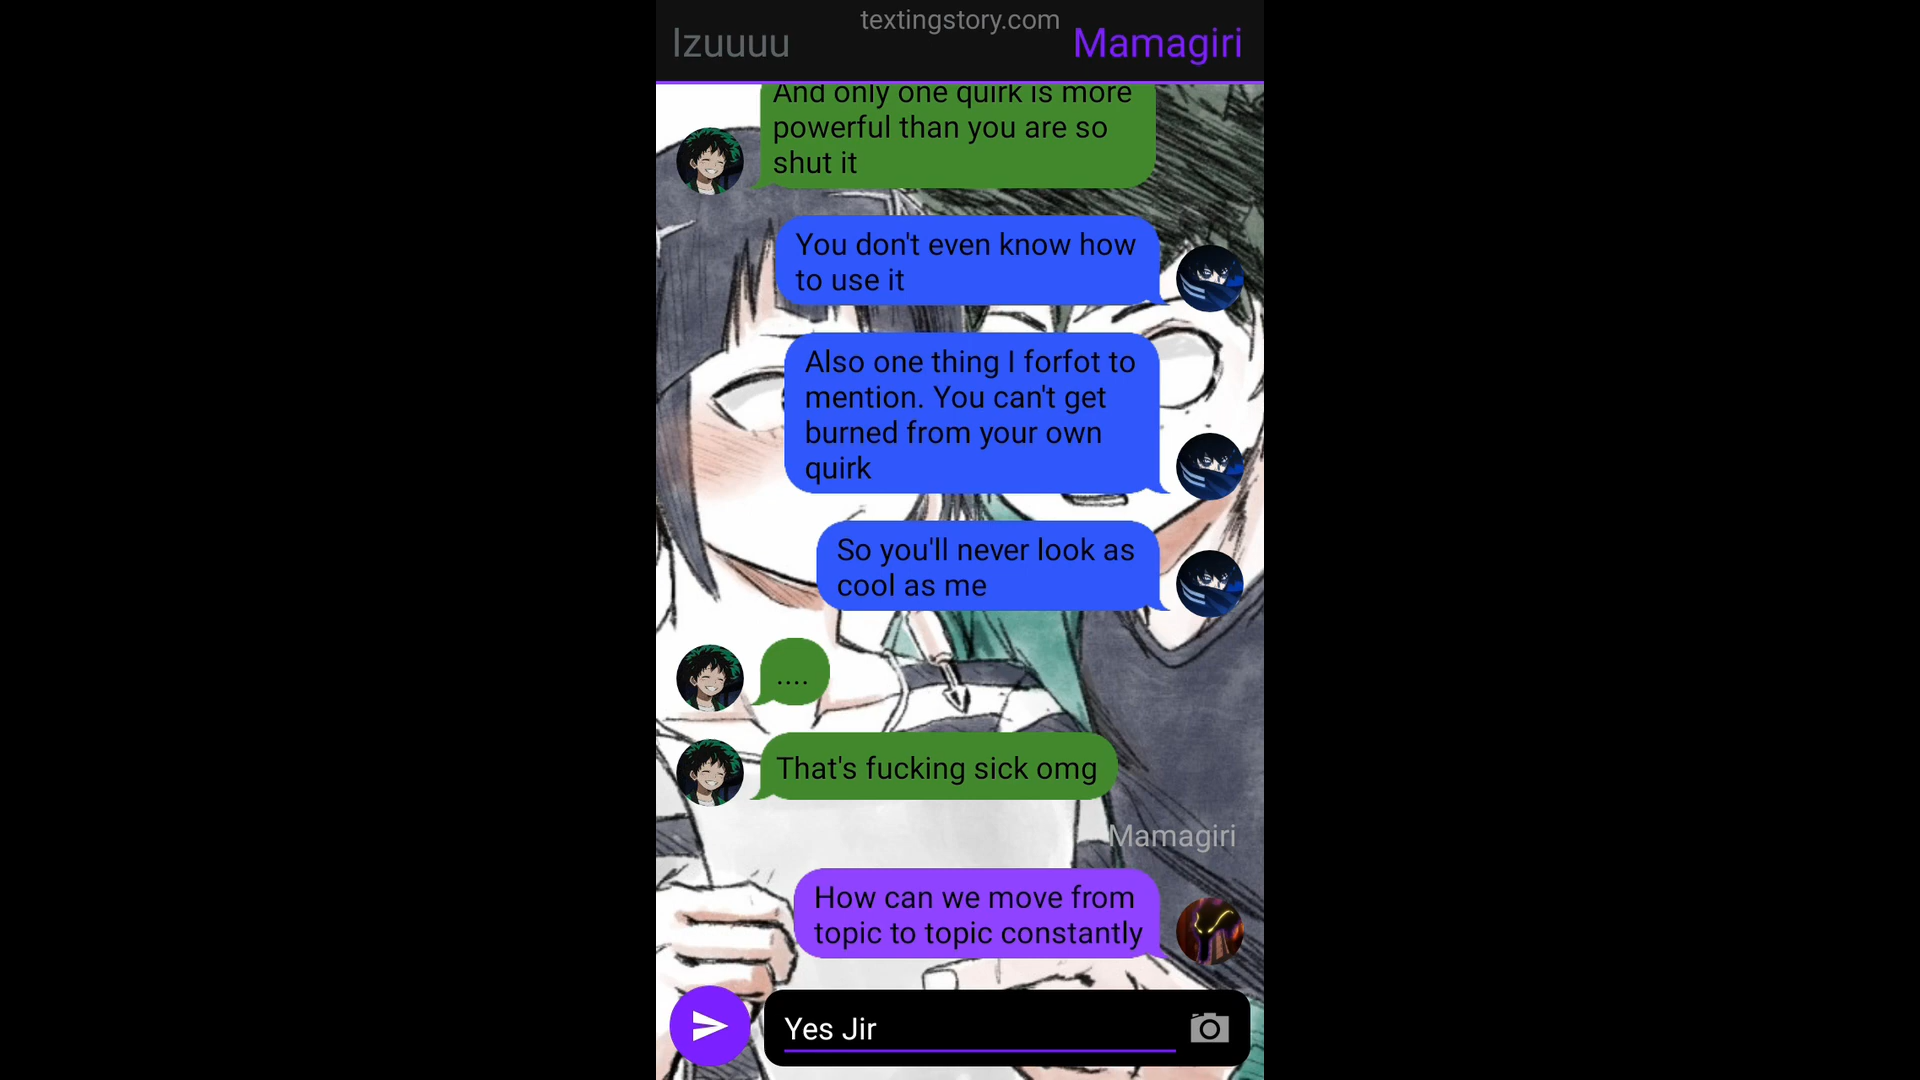 textingstory.com
Izuuuu
Mamagiri
And only one quirk is more
powerful than you are so
shut it
You don't even know how
to use it
Also one thing I forfot to
mention. You can't get
burned from your own
quirk
So you'll never look as
cool as me
....
That's fucking sick omg
Mamagiri
How can we move from
topic to topic constantly
Yes Jir